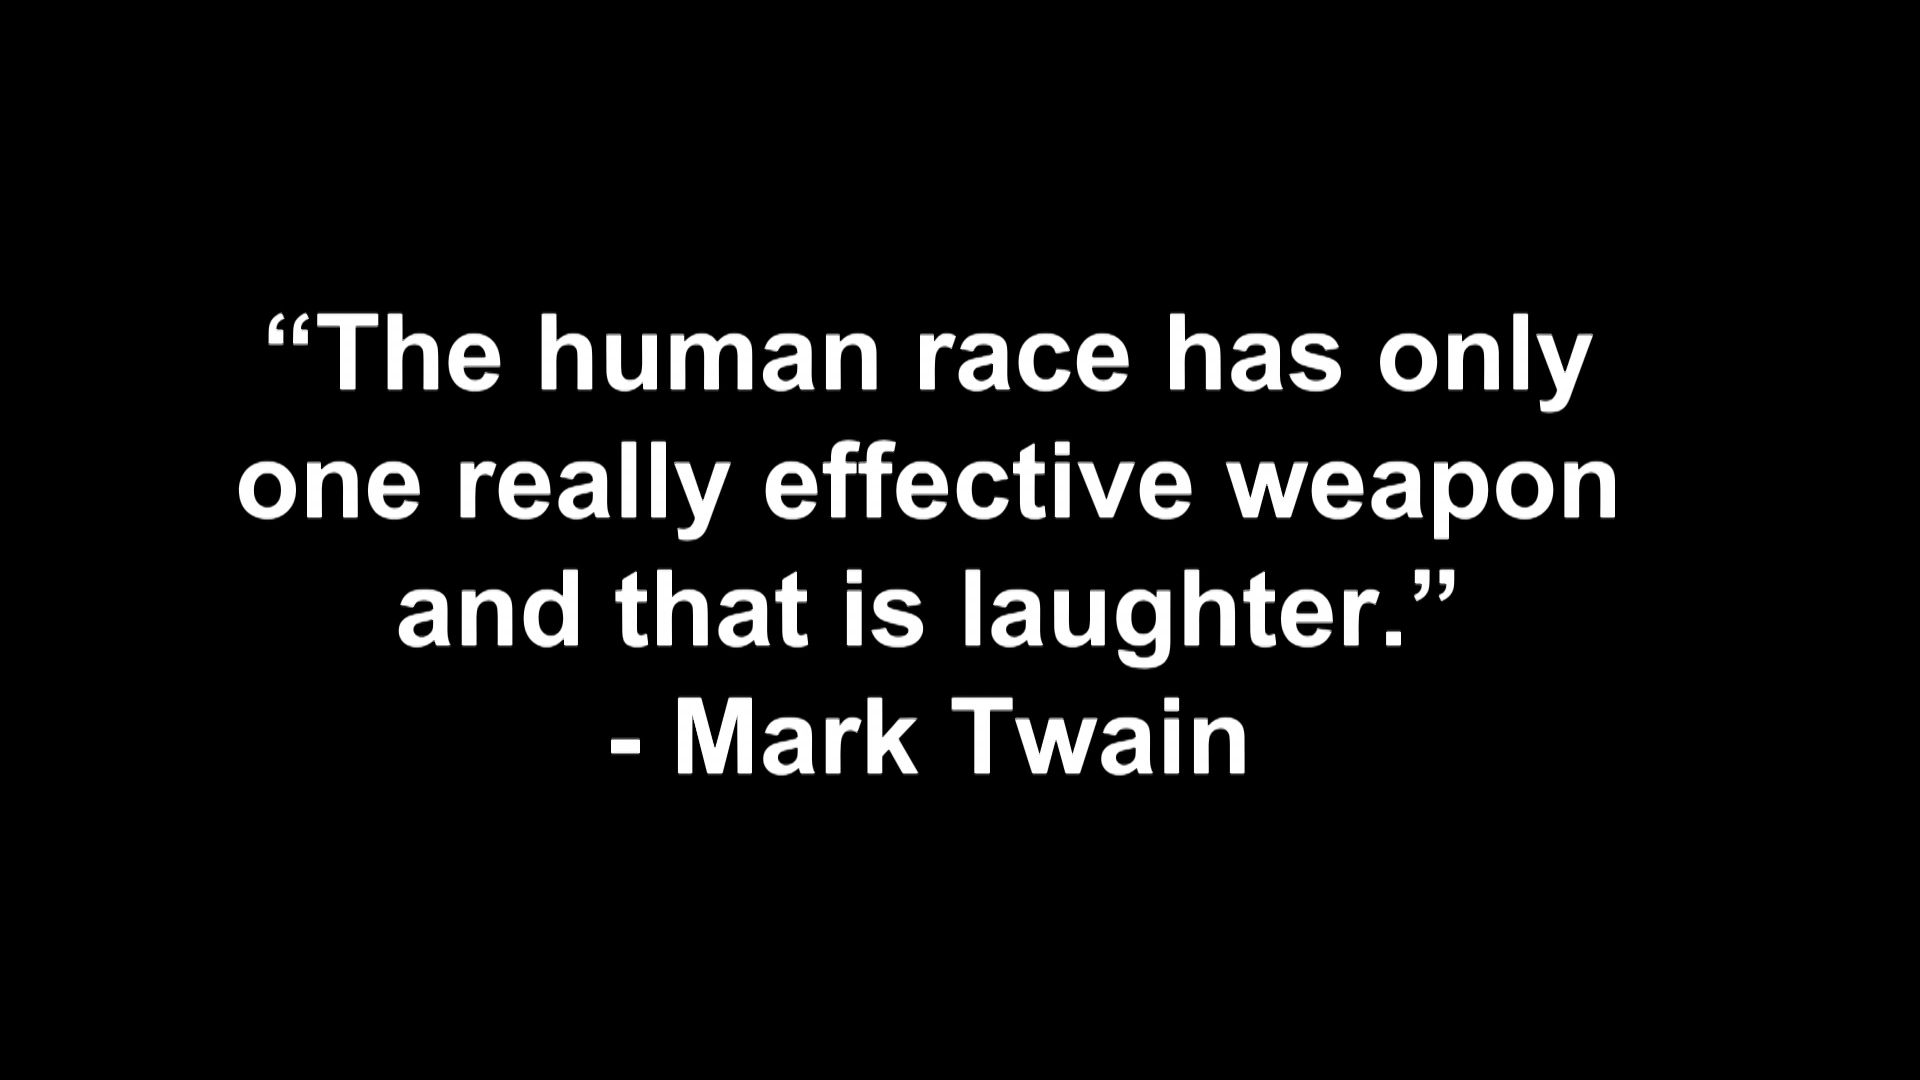 “The human race has only
one really effective weapon
and that is laughter.”
- Mark Twain